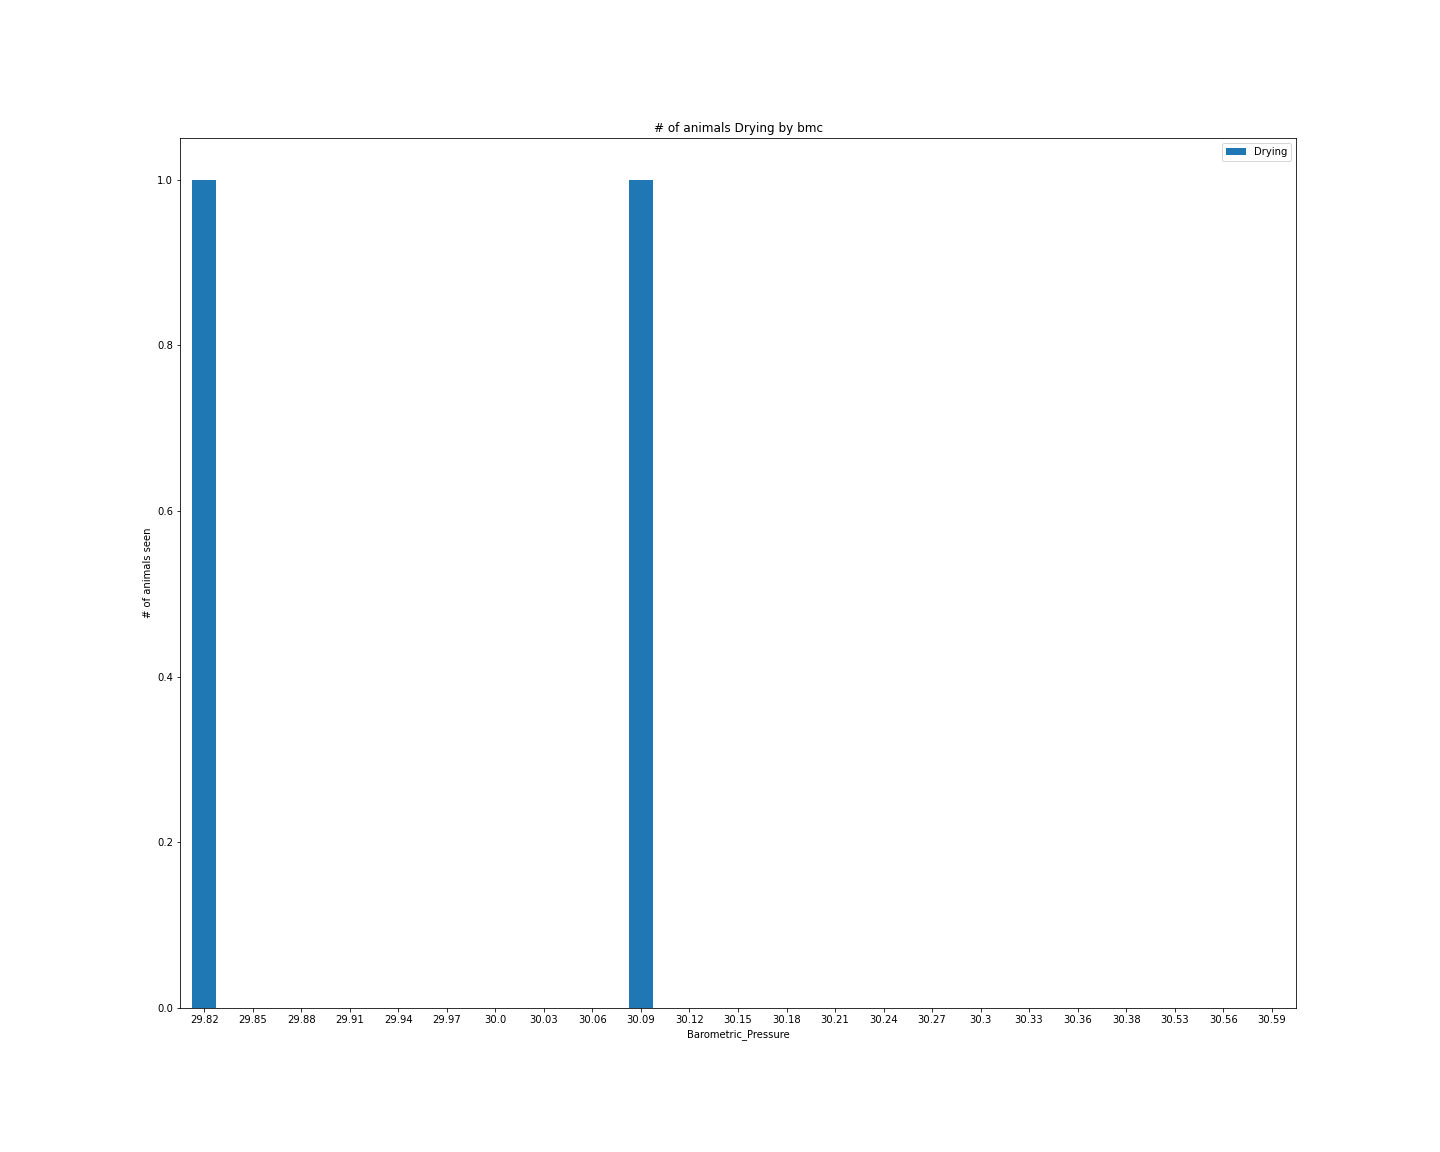 # of animals Drying by bmc
Drying
1.0
0.8
0.6
0.4
0.2
0.0
# of animals seen
29.82 29.85 29.88 29.91 29.94 29.97 30.0 30.03 30.06 30.09 30.12 30.15 30.18 30.21 30.24 30.27 30.3 30.33 30.36 30.38 30.53 30.56 30.59
Barometric_Pressure